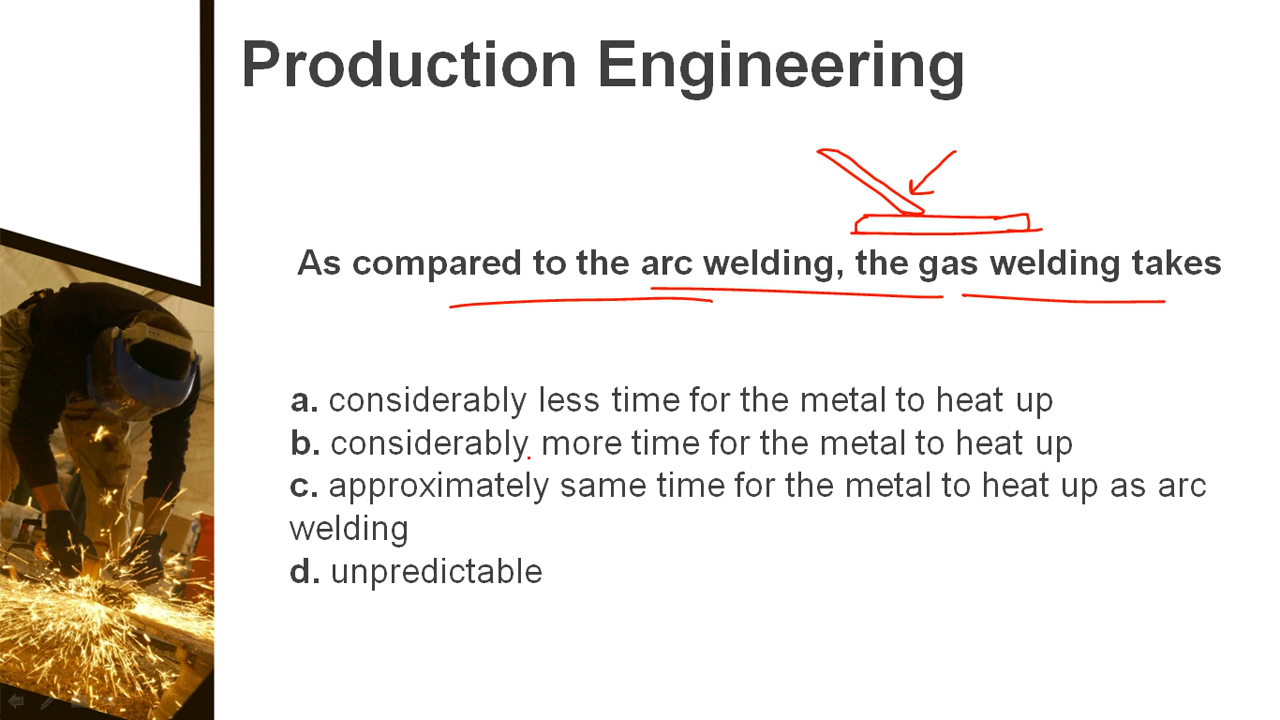 Production Engineering
As compared to the arc welding, the gas welding takes
a. considerably less time for the metal to heat up
b. considerably more time for the metal to heat up
c. approximately same time for the metal to heat up as arc
welding
d. unpredictable